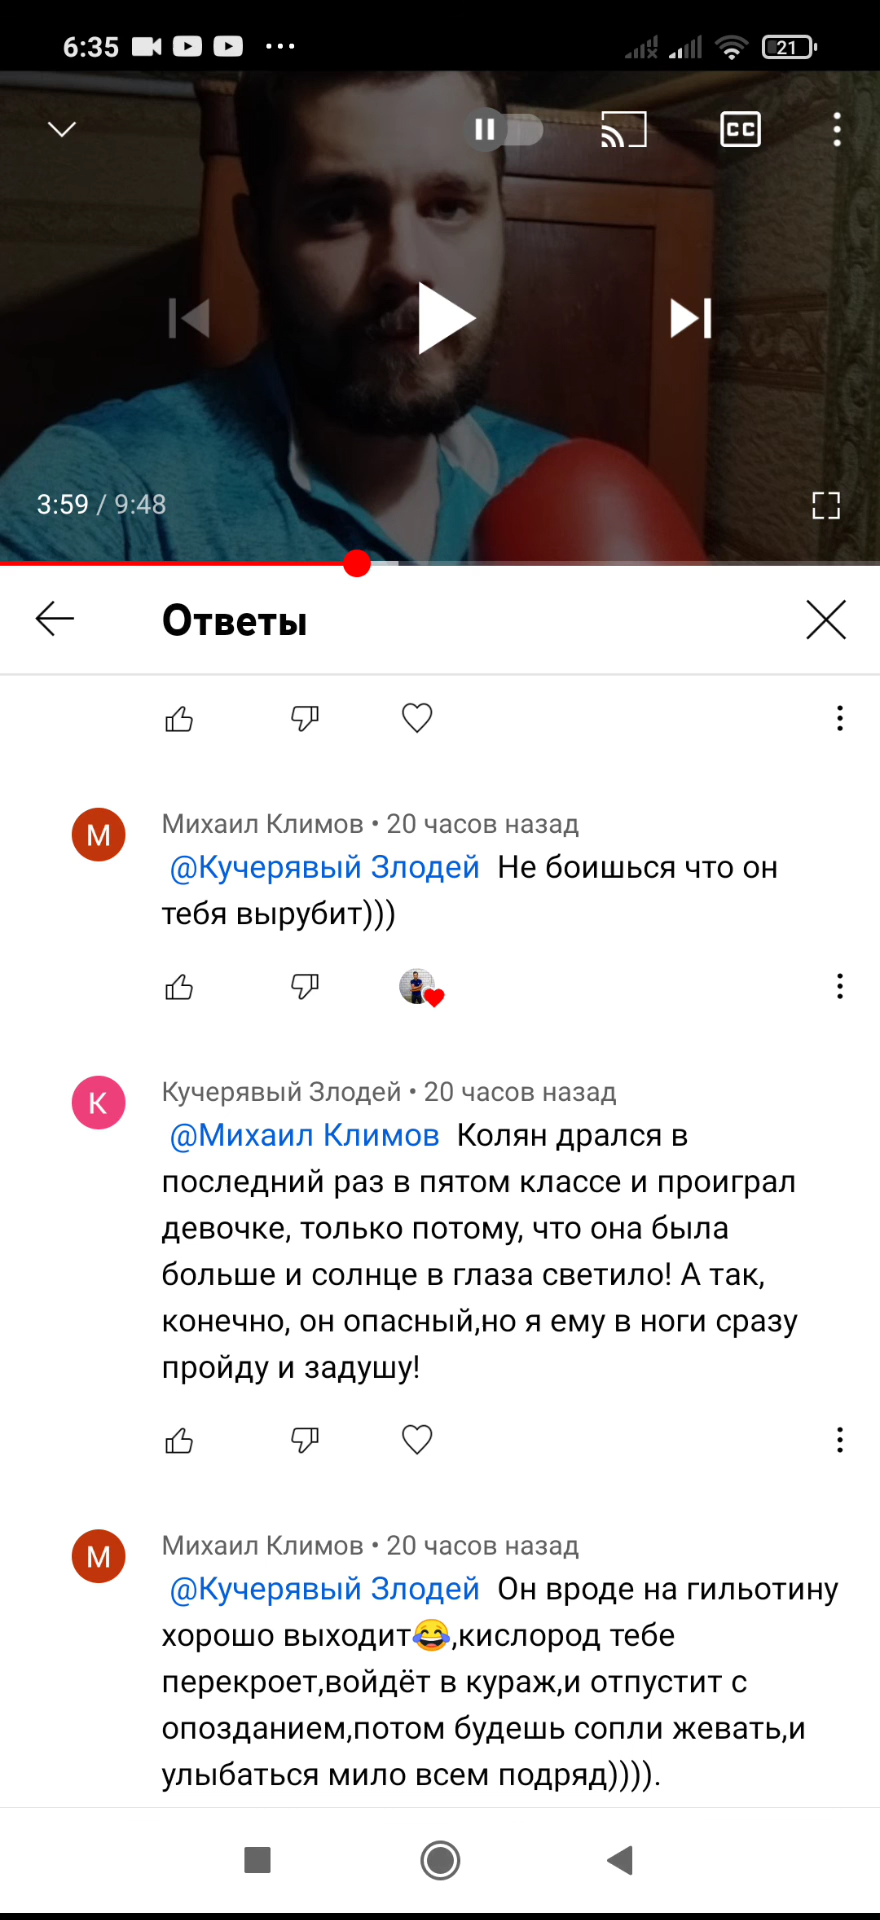 6:35
21
CC
3:59 / 9:48
Ответы
М
Михаил Климов • 20 часов назад
@Кучерявый Злодей Не боишься что он
тебя вырубит)))
К
Кучерявый Злодей • 20 часов назад
@Михаил Климов Колян дрался в
последний раз в пятом классе и проиграл
девочке, только потому, что она была
больше и солнце в глаза светило! А так,
конечно, он опасный,но я ему в ноги сразу
пройду и задушу!
М
Михаил Климов • 20 часов назад
@Кучерявый Злодей Он вроде на гильотину
хорошо выходит😂,кислород тебе
перекроет,войдёт в кураж,и отпустит с
опозданием,потом будешь сопли жевать,и
улыбаться мило всем подряд)))).